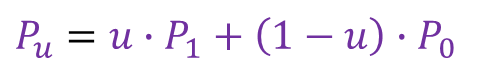 P_u = u · P_1 + (1 − u) · P_0